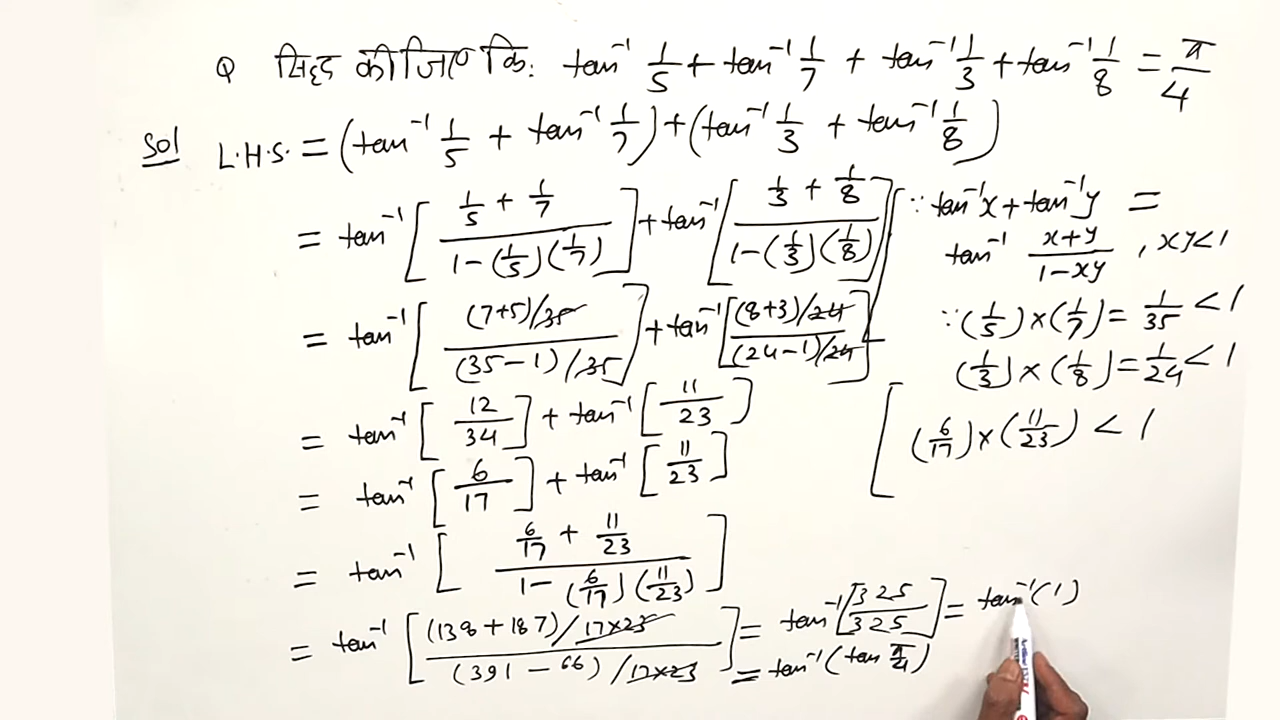 Q सिद्ध कीजिए कि: tan⁻¹ 1/5 + tan⁻¹ 1/7 + tan⁻¹ 1/3 + tan⁻¹ 1/8 = π/4
Sol L.H.S. = (tan⁻¹ 1/5 + tan⁻¹ 1/7) + (tan⁻¹ 1/3 + tan⁻¹ 1/8)
= tan⁻¹ [ (1/5 + 1/7) / (1 - (1/5)(1/7)) ] + tan⁻¹ [ (1/3 + 1/8) / (1 - (1/3)(1/8)) ]
[ ∵ tan⁻¹x + tan⁻¹y =
tan⁻¹ (x+y)/(1-xy) , xy<1
= tan⁻¹ [ ((7+5)/35) / ((35-1)/35) ] + tan⁻¹ [ ((8+3)/24) / ((24-1)/24) ]
∵ (1/5) × (1/7) = 1/35 < 1
(1/3) × (1/8) = 1/24 < 1
= tan⁻¹ [ 12/34 ] + tan⁻¹ [ 11/23 ]
[ (6/17) × (11/23) < 1
= tan⁻¹ [ 6/17 ] + tan⁻¹ [ 11/23 ]
= tan⁻¹ [ (6/17 + 11/23) / (1 - (6/17)(11/23)) ]
= tan⁻¹ [ ((138+187)/17×23) / ((391-66)/17×23) ] = tan⁻¹ [ 325/325 ] = tan⁻¹(1)
= tan⁻¹(tan π/4)